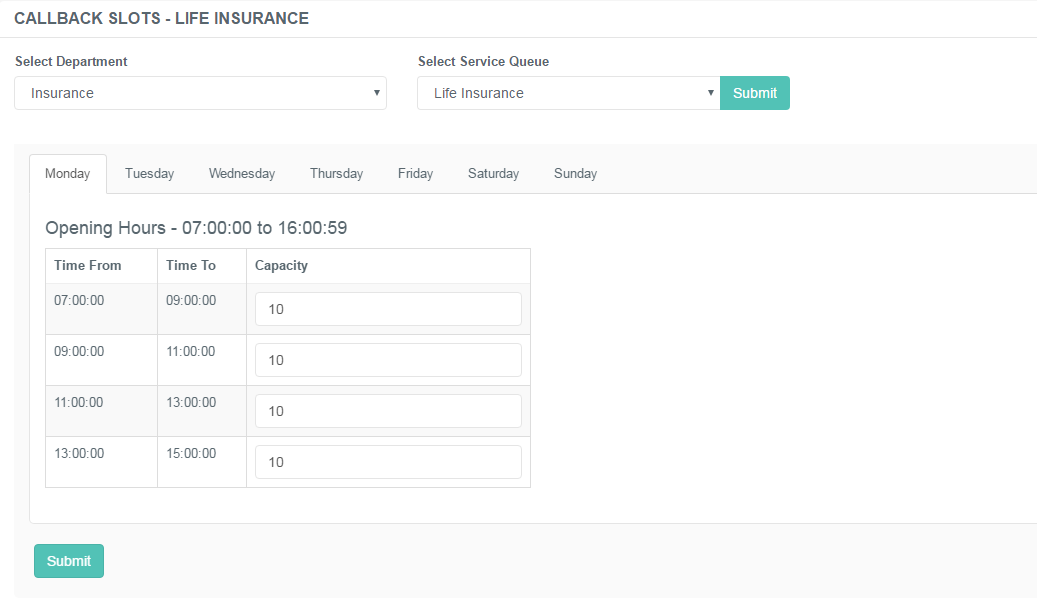 CALLBACK SLOTS - LIFE INSURANCE
Select Department Select Service Queue
Insurance Life Insurance Submit
Monday Tuesday Wednesday Thursday Friday Saturday Sunday
Opening Hours - 07:00:00 to 16:00:59
Time From Time To Capacity
07:00:00 09:00:00 10
09:00:00 11:00:00 10
11:00:00 13:00:00 10
13:00:00 15:00:00 10
Submit